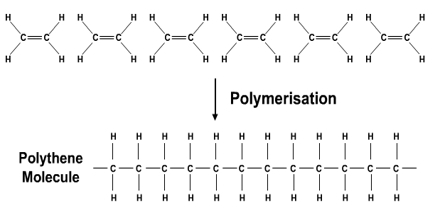 H H H H H H H H H H H H
C=C C=C C=C C=C C=C C=C
H H H H H H H H H H H H
Polymerisation
H H H H H H H H H H H H
Polythene
Molecule
C C C C C C C C C C C C
H H H H H H H H H H H H